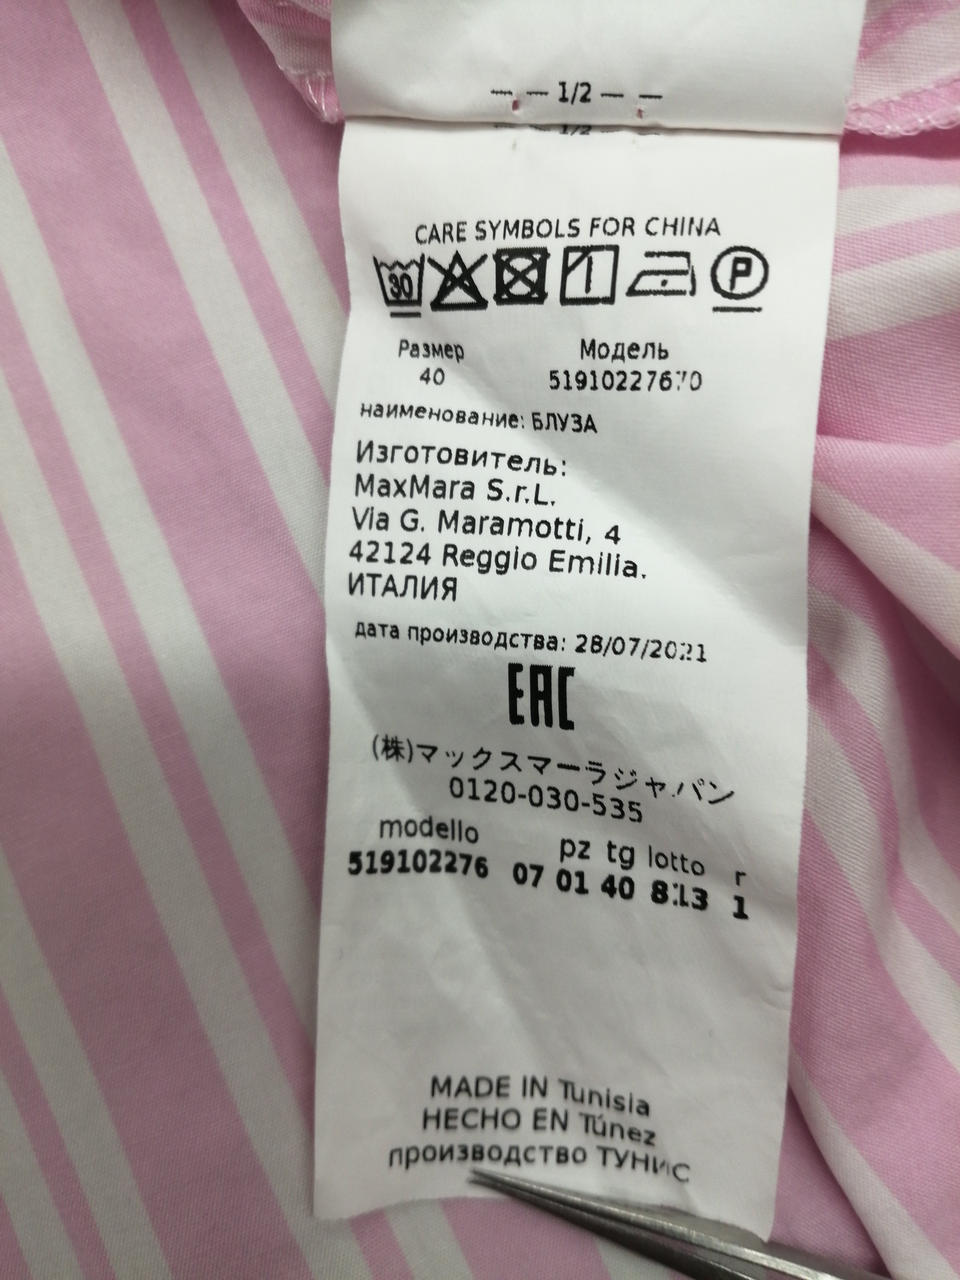 — — 1/2 — —
— — 1/2
CARE SYMBOLS FOR CHINA
30 P
Размер Модель
40 51910227670
наименование: БЛУЗА
Изготовитель:
MaxMara S.r.L.
Via G. Maramotti, 4
42124 Reggio Emilia.
ИТАЛИЯ
дата производства: 28/07/2021
EAC
(株)マックスマーラジャパン
0120-030-535
modello pz tg lotto r
519102276 07 01 40 1
MADE IN Tunisia
HECHO EN Túnez
производство ТУНИС